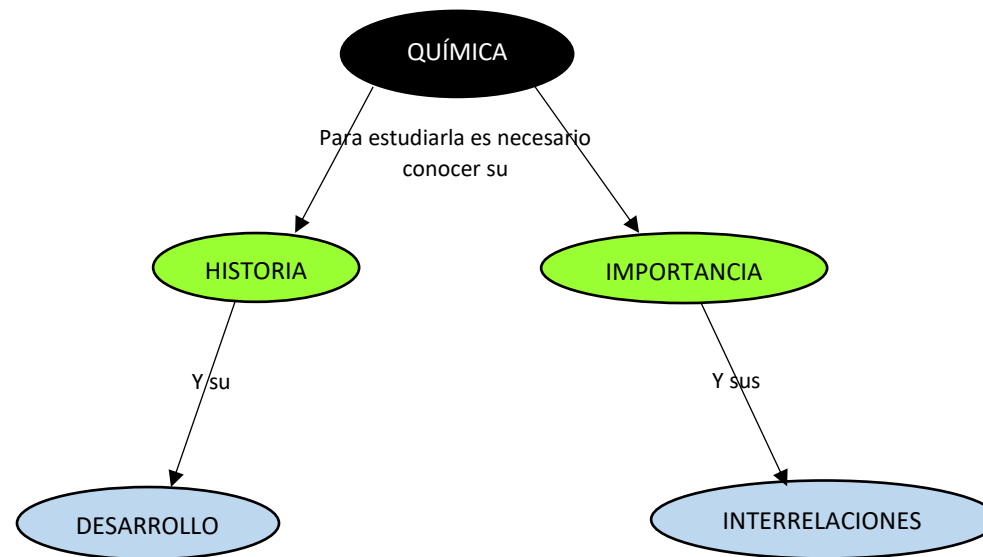 QUÍMICA
Para estudiarla es necesario
conocer su
HISTORIA
IMPORTANCIA
Y su
Y sus
DESARROLLO
INTERRELACIONES